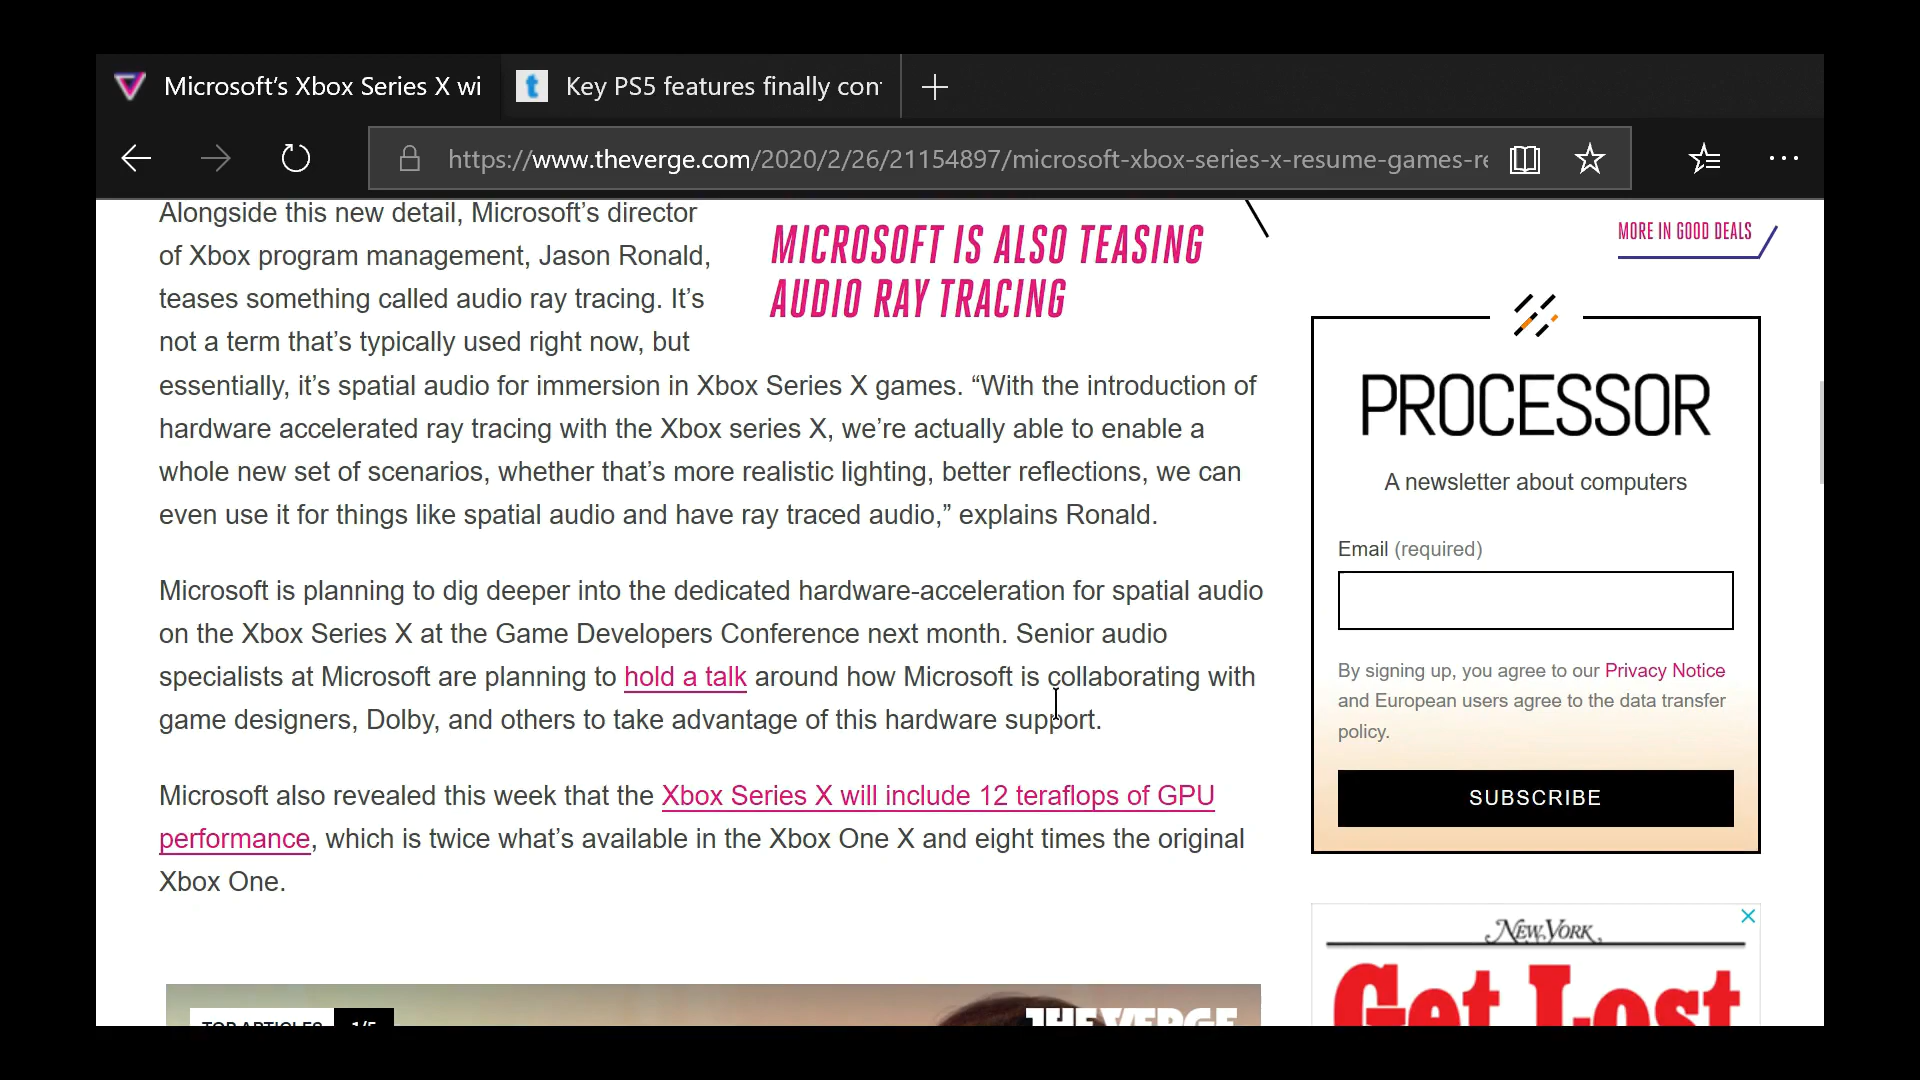 Microsoft’s Xbox Series X wi
t Key PS5 features finally con
https://www.theverge.com/2020/2/26/21154897/microsoft-xbox-series-x-resume-games-re
Alongside this new detail, Microsoft’s director
of Xbox program management, Jason Ronald,
teases something called audio ray tracing. It’s
not a term that’s typically used right now, but
essentially, it’s spatial audio for immersion in Xbox Series X games. “With the introduction of
hardware accelerated ray tracing with the Xbox series X, we’re actually able to enable a
whole new set of scenarios, whether that’s more realistic lighting, better reflections, we can
even use it for things like spatial audio and have ray traced audio,” explains Ronald.
MICROSOFT IS ALSO TEASING
AUDIO RAY TRACING
Microsoft is planning to dig deeper into the dedicated hardware-acceleration for spatial audio
on the Xbox Series X at the Game Developers Conference next month. Senior audio
specialists at Microsoft are planning to hold a talk around how Microsoft is collaborating with
game designers, Dolby, and others to take advantage of this hardware support.
Microsoft also revealed this week that the Xbox Series X will include 12 teraflops of GPU
performance, which is twice what’s available in the Xbox One X and eight times the original
Xbox One.
TOP ARTICLES 1/5
THE VERGE
MORE IN GOOD DEALS
PROCESSOR
A newsletter about computers
Email (required)
By signing up, you agree to our Privacy Notice
and European users agree to the data transfer
policy.
SUBSCRIBE
NEW YORK
Get Lost